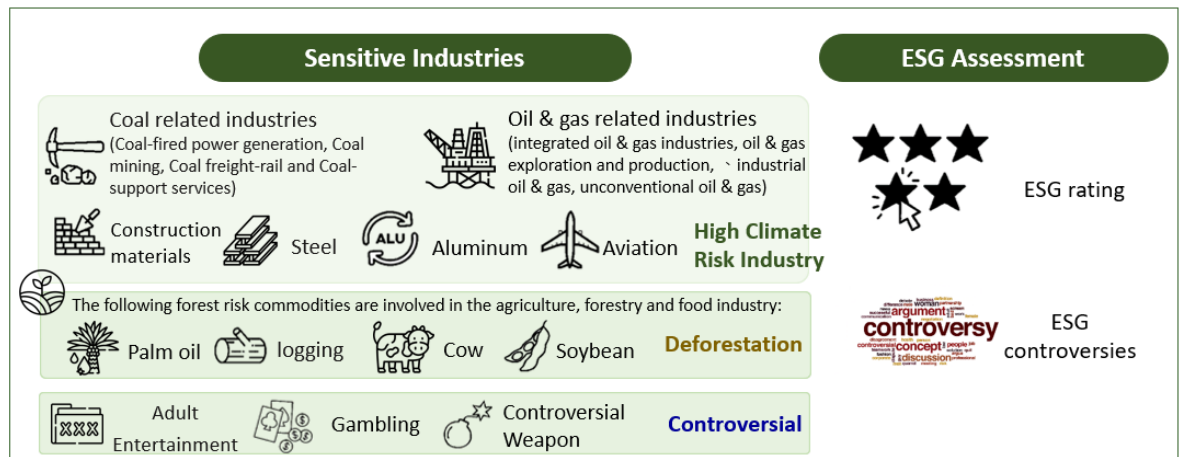 Sensitive Industries
ESG Assessment
Coal related industries
(Coal-fired power generation, Coal
mining, Coal freight-rail and Coal-
support services)
Oil & gas related industries
(integrated oil & gas industries, oil & gas
exploration and production, 、industrial
oil & gas, unconventional oil & gas)
Construction
materials
Steel
ALU
Aluminum
Aviation
High Climate
Risk Industry
ESG rating
The following forest risk commodities are involved in the agriculture, forestry and food industry:
Palm oil
logging
Cow
Soybean
Deforestation
woman
argument
controversy
concept
people
discussion
ESG
controversies
XXX
Adult
Entertainment
Gambling
Controversial
Weapon
Controversial